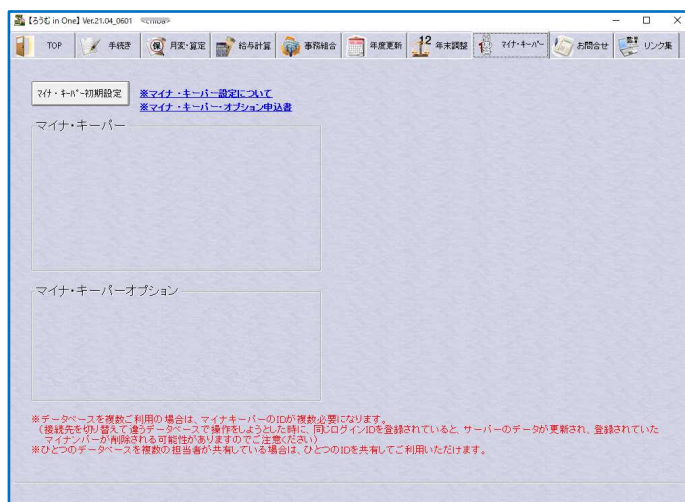 【ろうむ in One】 Ver.21.04_0601
TOP 手続き 月変・算定 給与計算 事務組合 年度更新 12 年末調整 マイナ・キーパー お問合せ リンク集
マイナ・キーパー初期設定 ※マイナ・キーパー設定について
※マイナ・キーパー・オプション申込書
マイナ・キーパー
マイナ・キーパーオプション
※データベースを複数ご利用の場合は、マイナキーパーのIDが複数必要になります。
（接続先を切り替えて違うデータベースで操作をしようとした時に、同じログインIDを登録されていると、サーバーのデータが更新され、登録されていた
マイナンバーが削除される可能性がありますのでご注意ください）
※ひとつのデータベースを複数の担当者が共有している場合は、ひとつのIDを共有してご利用いただけます。